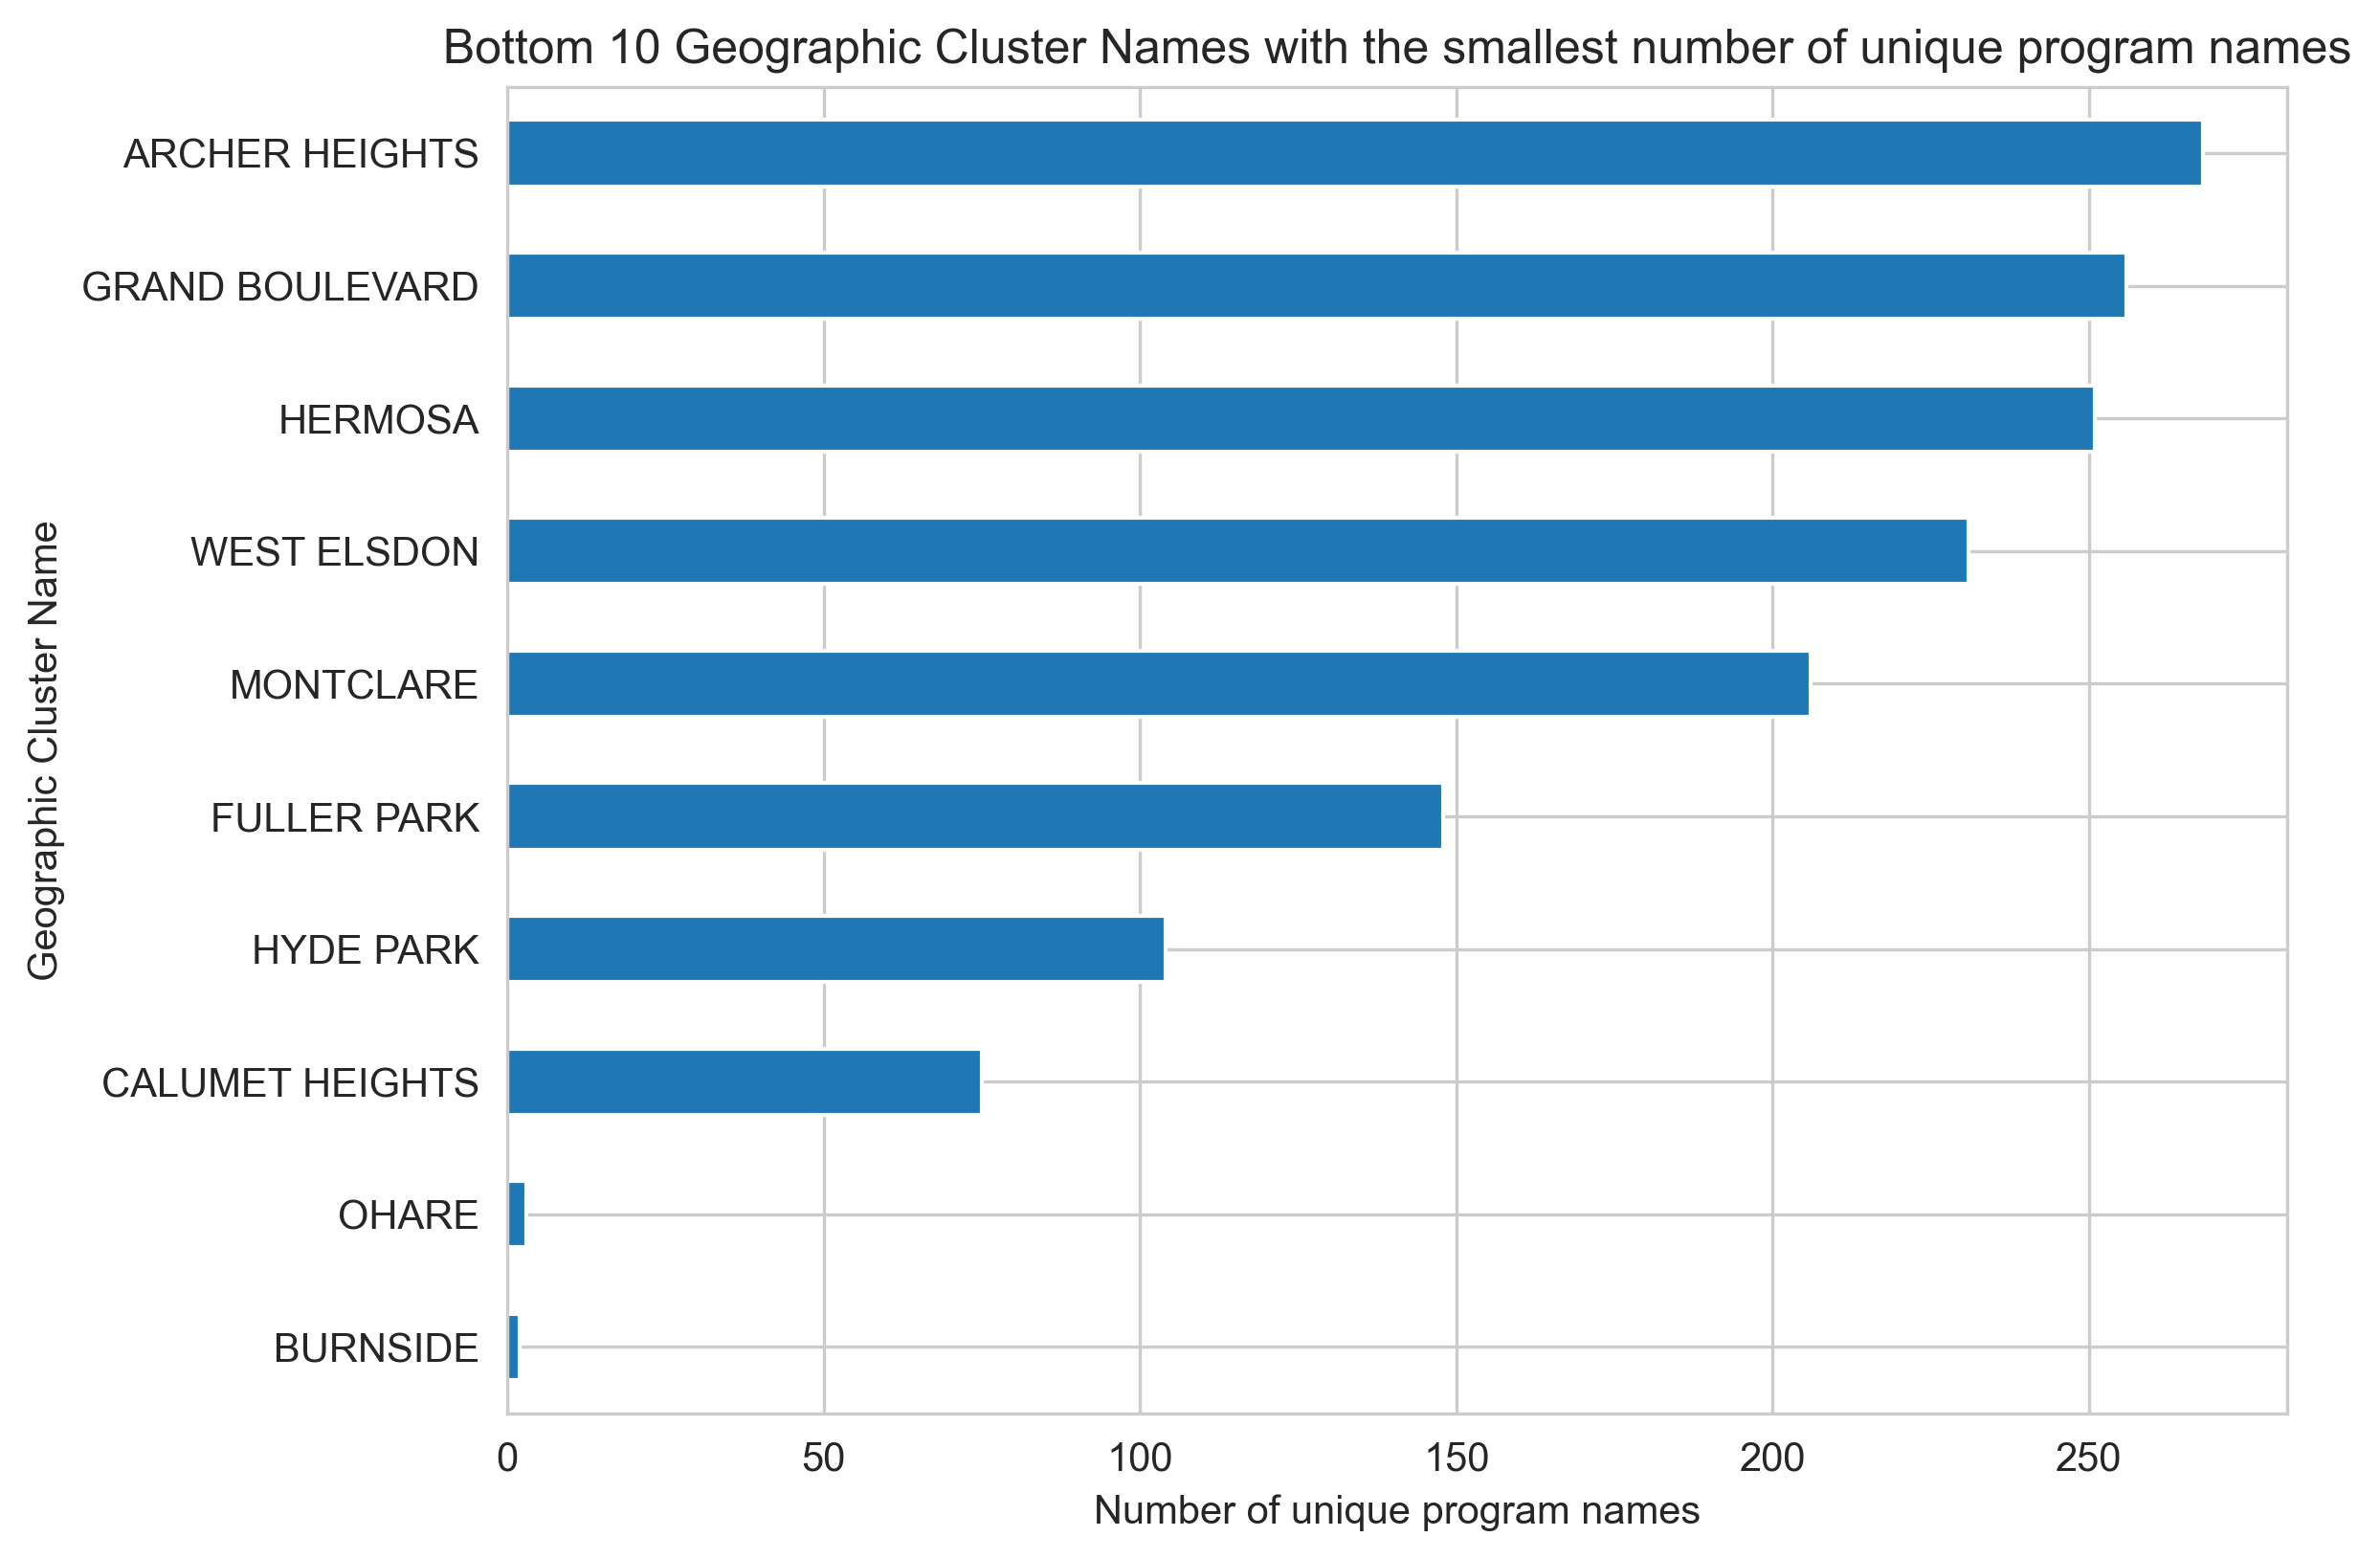 Bottom 10 Geographic Cluster Names with the smallest number of unique program names
Geographic Cluster Name
ARCHER HEIGHTS
GRAND BOULEVARD
HERMOSA
WEST ELSDON
MONTCLARE
FULLER PARK
HYDE PARK
CALUMET HEIGHTS
OHARE
BURNSIDE
0 50 100 150 200 250
Number of unique program names